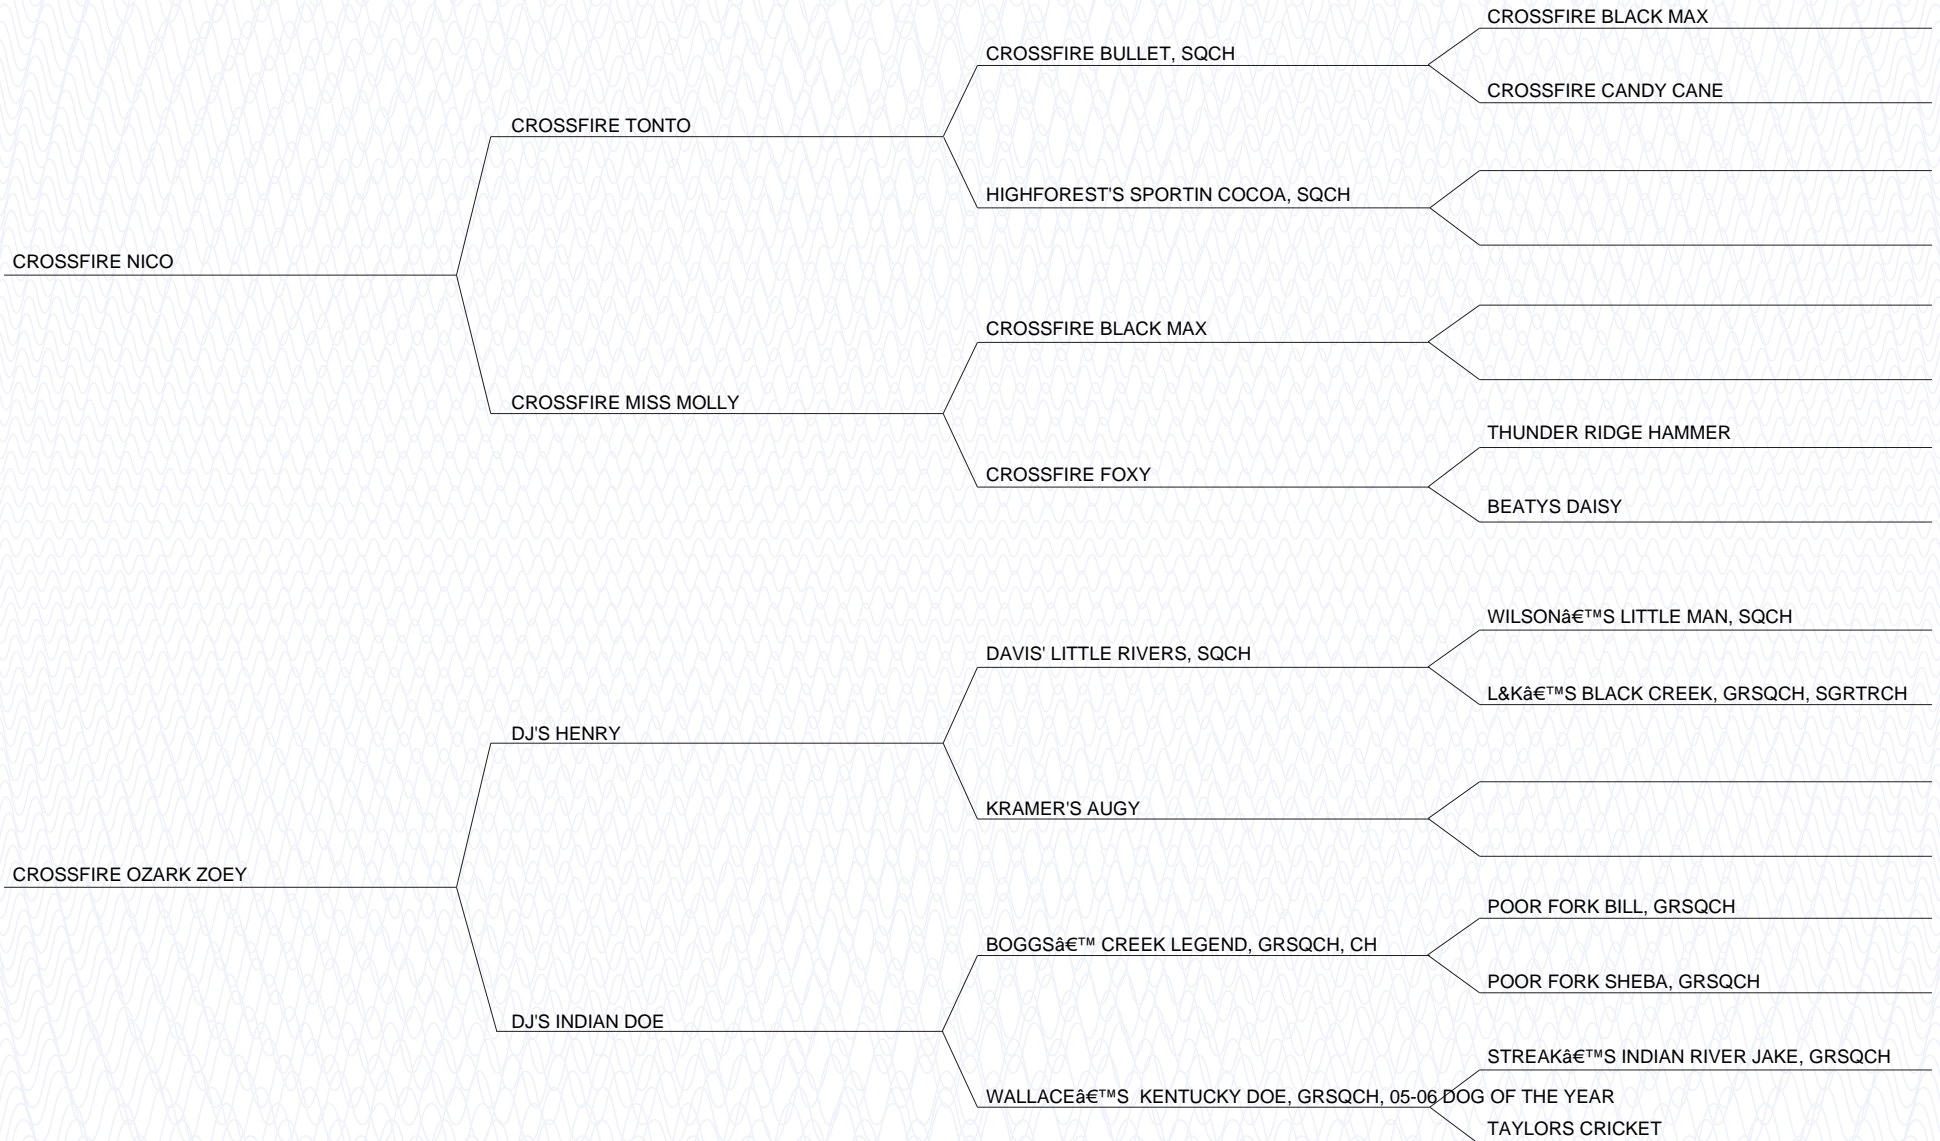 CROSSFIRE BLACK MAX
CROSSFIRE BULLET, SQCH
CROSSFIRE CANDY CANE
CROSSFIRE TONTO
HIGHFOREST'S SPORTIN COCOA, SQCH
CROSSFIRE NICO
CROSSFIRE BLACK MAX
CROSSFIRE MISS MOLLY
THUNDER RIDGE HAMMER
CROSSFIRE FOXY
BEATYS DAISY
WILSONâ€™S LITTLE MAN, SQCH
DAVIS' LITTLE RIVERS, SQCH
L&Kâ€™S BLACK CREEK, GRSQCH, SGRTRCH
DJ'S HENRY
KRAMER'S AUGY
CROSSFIRE OZARK ZOEY
POOR FORK BILL, GRSQCH
BOGGSâ€™ CREEK LEGEND, GRSQCH, CH
POOR FORK SHEBA, GRSQCH
DJ'S INDIAN DOE
STREAKâ€™S INDIAN RIVER JAKE, GRSQCH
WALLACEâ€™S  KENTUCKY DOE, GRSQCH, 05-06 DOG OF THE YEAR
TAYLORS CRICKET